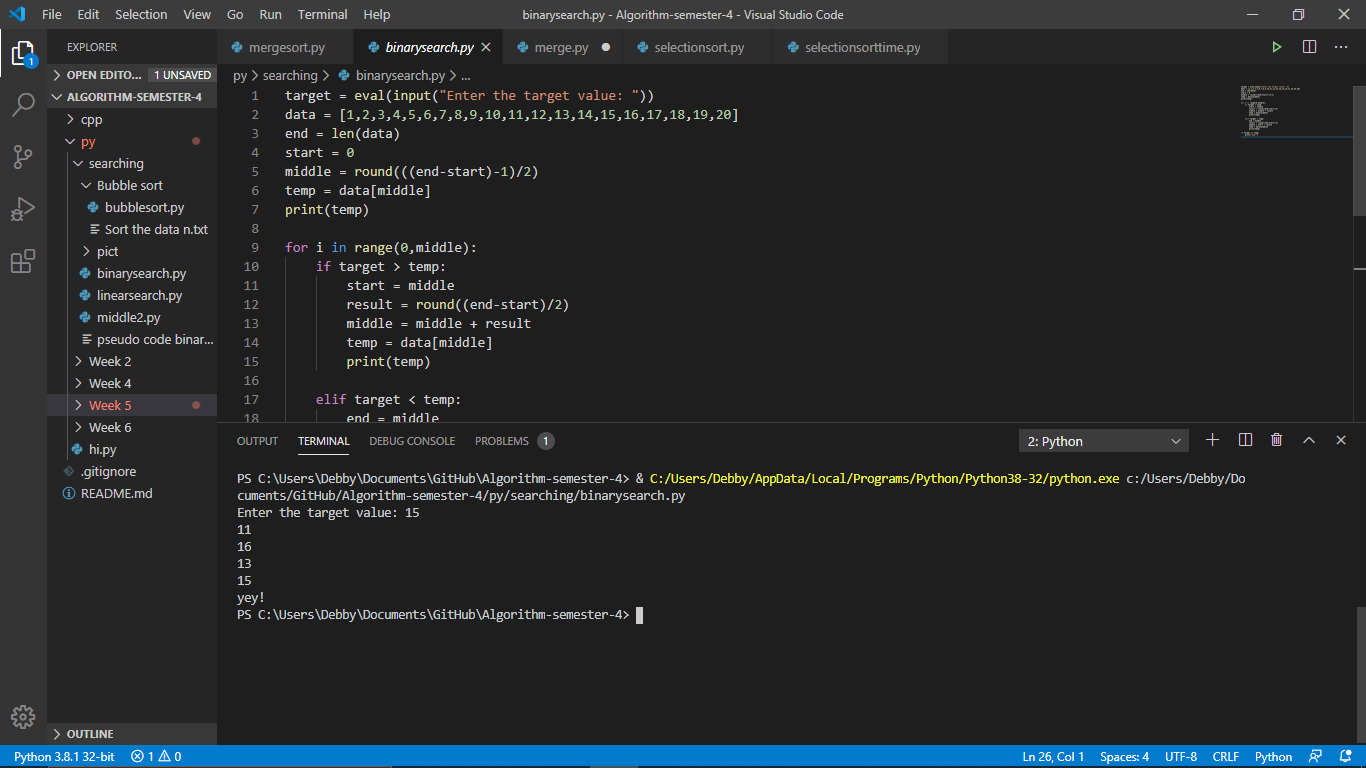 File Edit Selection View Go Run Terminal Help binarysearch.py - Algorithm-semester-4 - Visual Studio Code
EXPLORER
OPEN EDITO... 1 UNSAVED
ALGORITHM-SEMESTER-4
cpp
py
searching
Bubble sort
bubblesort.py
Sort the data n.txt
pict
binarysearch.py
linearsearch.py
middle2.py
pseudo code binar...
Week 2
Week 4
Week 5
Week 6
hi.py
.gitignore
README.md
OUTLINE
mergesort.py binarysearch.py merge.py selectionsort.py selectionsorttime.py
py > searching > binarysearch.py > ...
1 target = eval(input("Enter the target value: "))
2 data = [1,2,3,4,5,6,7,8,9,10,11,12,13,14,15,16,17,18,19,20]
3 end = len(data)
4 start = 0
5 middle = round(((end-start)-1)/2)
6 temp = data[middle]
7 print(temp)
8
9 for i in range(0,middle):
10     if target > temp:
11         start = middle
12         result = round((end-start)/2)
13         middle = middle + result
14         temp = data[middle]
15         print(temp)
16
17     elif target < temp:
18         end = middle
OUTPUT TERMINAL DEBUG CONSOLE PROBLEMS 1 2: Python
PS C:\Users\Debby\Documents\GitHub\Algorithm-semester-4> & C:/Users/Debby/AppData/Local/Programs/Python/Python38-32/python.exe c:/Users/Debby/Do
cuments/GitHub/Algorithm-semester-4/py/searching/binarysearch.py
Enter the target value: 15
11
16
13
15
yey!
PS C:\Users\Debby\Documents\GitHub\Algorithm-semester-4>
1
Python 3.8.1 32-bit 1 0 Ln 26, Col 1 Spaces: 4 UTF-8 CRLF Python